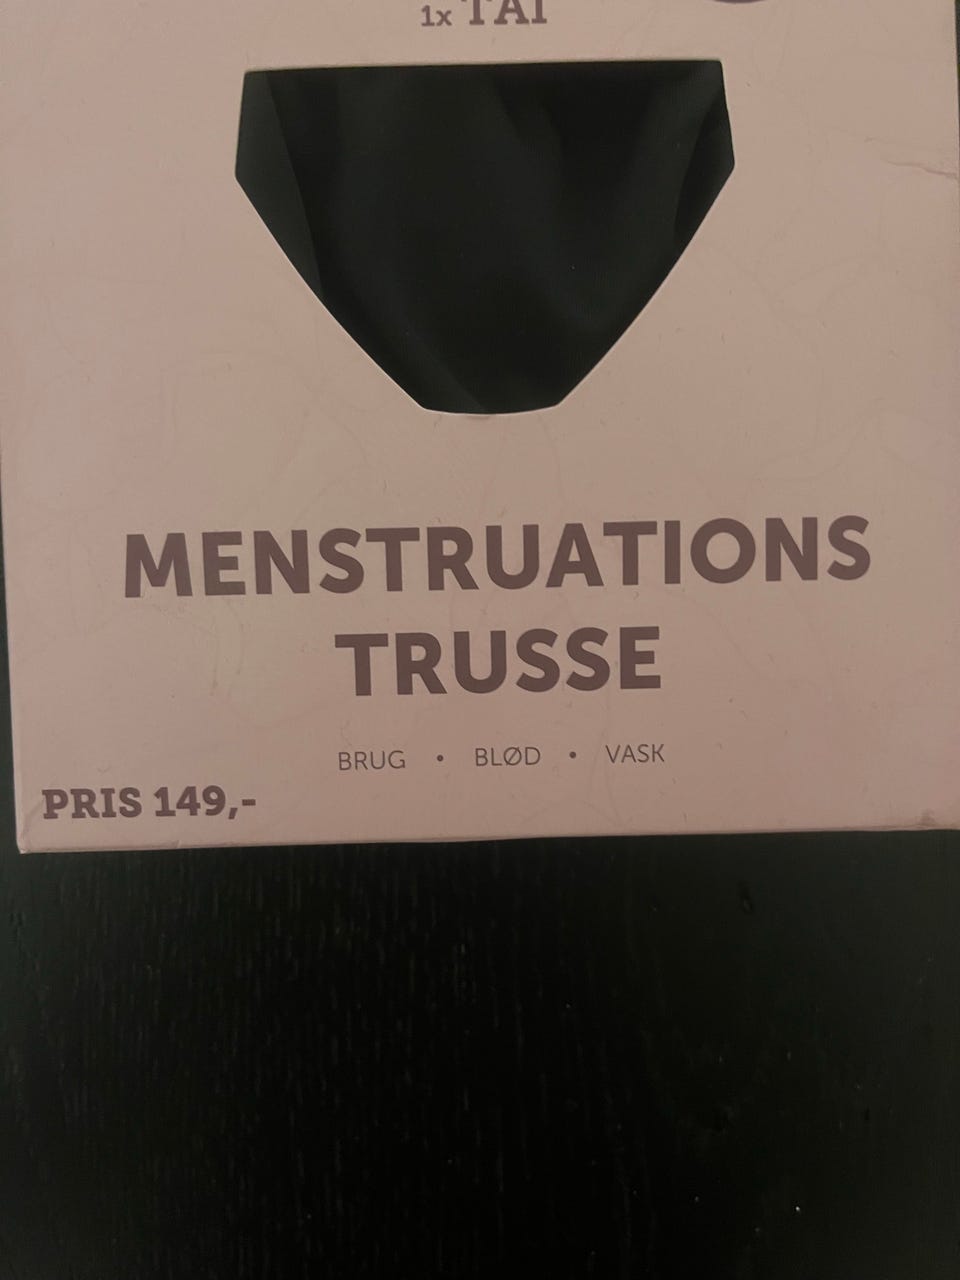 1x TAI
MENSTRUATIONS
TRUSSE
BRUG • BLØD • VASK
PRIS 149,-